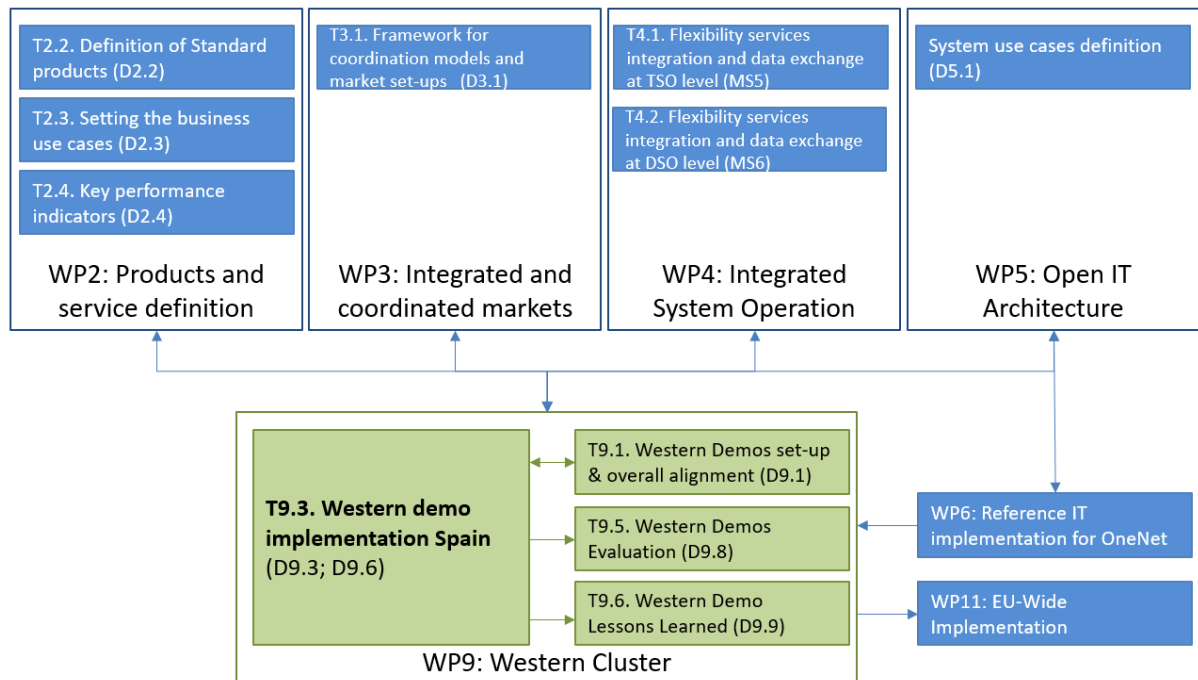 T2.2. Definition of Standard
products (D2.2)
T2.3. Setting the business
use cases (D2.3)
T2.4. Key performance
indicators (D2.4)
WP2: Products and
service definition
T3.1. Framework for
coordination models and
market set-ups (D3.1)
WP3: Integrated and
coordinated markets
T4.1. Flexibility services
integration and data exchange
at TSO level (MS5)
T4.2. Flexibility services
integration and data exchange
at DSO level (MS6)
WP4: Integrated
System Operation
System use cases definition
(D5.1)
WP5: Open IT
Architecture
T9.3. Western demo
implementation Spain
(D9.3; D9.6)
T9.1. Western Demos set-up
& overall alignment (D9.1)
T9.5. Western Demos
Evaluation (D9.8)
T9.6. Western Demo
Lessons Learned (D9.9)
WP9: Western Cluster
WP6: Reference IT
implementation for OneNet
WP11: EU-Wide
Implementation